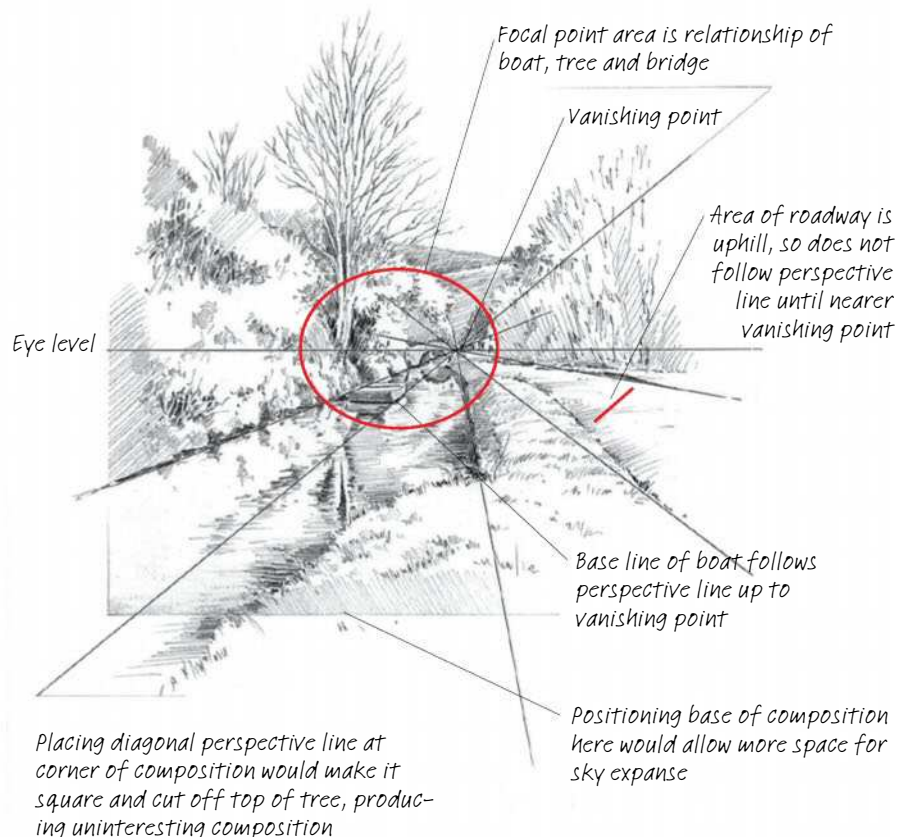 Focal point area is relationship of
boat, tree and bridge
Vanishing point
Area of roadway is
uphill, so does not
follow perspective
line until nearer
vanishing point
Eye level
Base line of boat follows
perspective line up to
vanishing point
Positioning base of composition
here would allow more space for
sky expanse
Placing diagonal perspective line at
corner of composition would make it
square and cut off top of tree, produc-
ing uninteresting composition